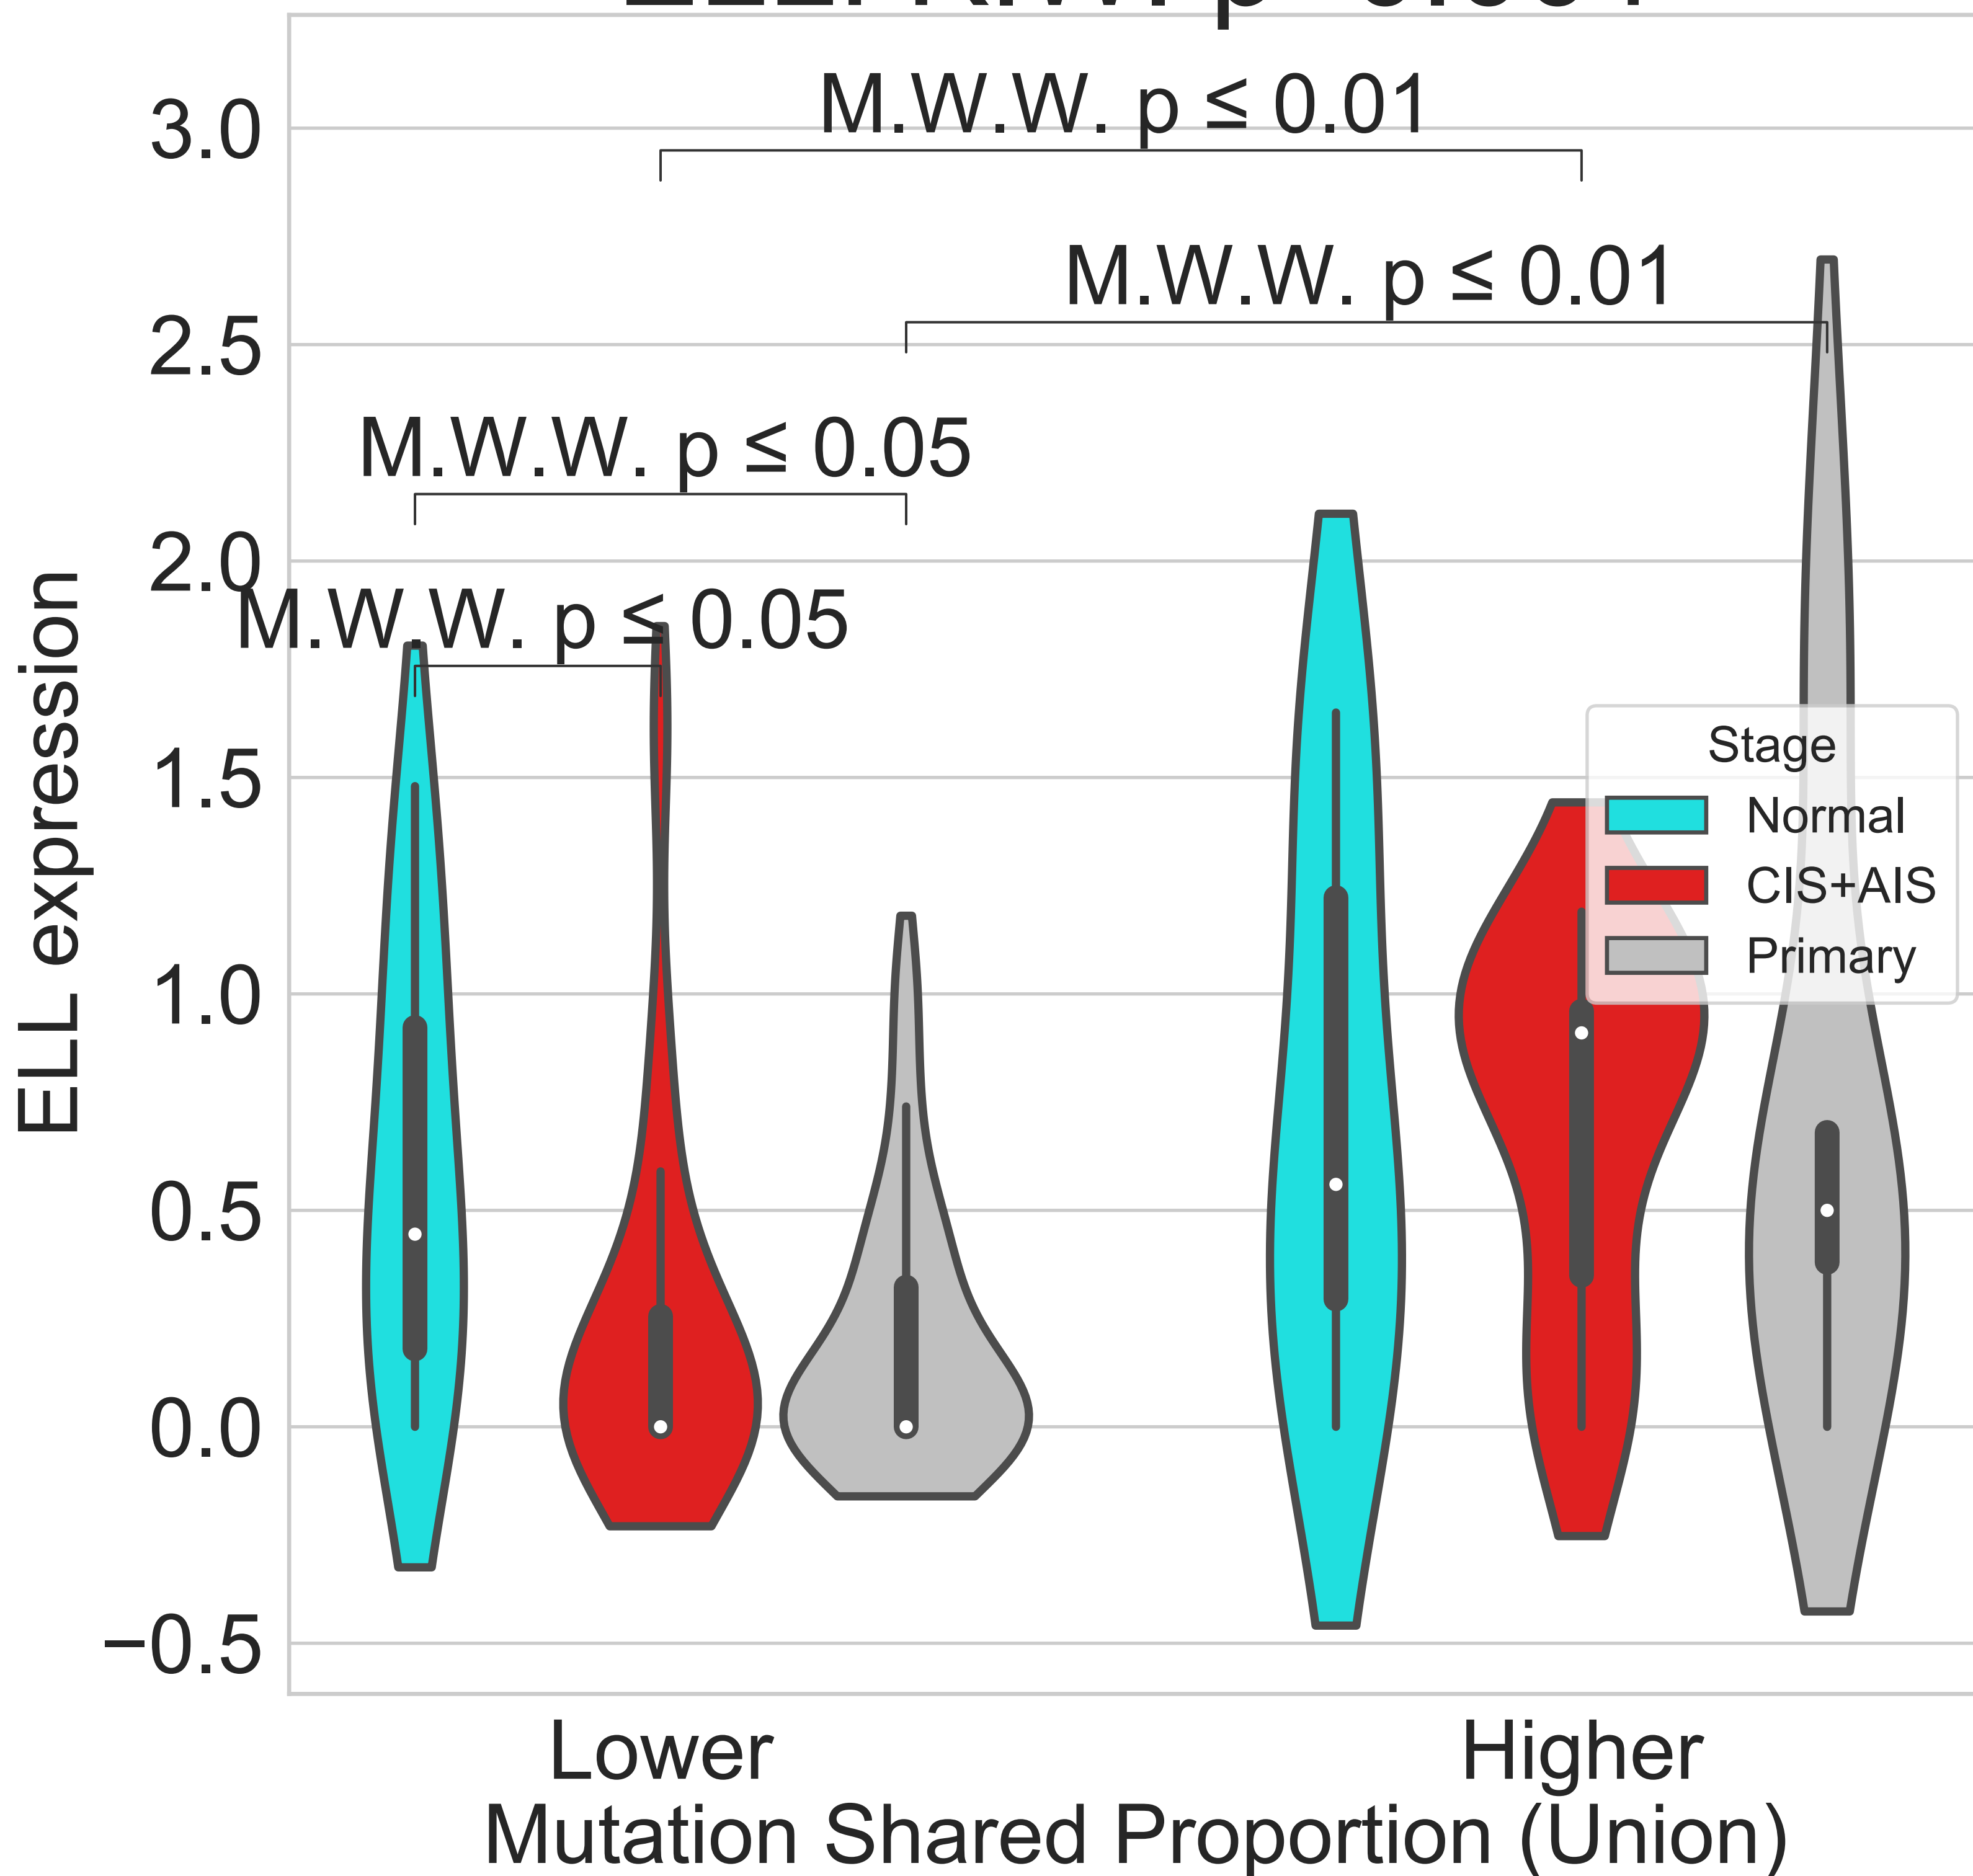 3.0
2.5
2.0
1.5
1.0
0.5
0.0
−0.5
ELL expression
M.W.W. p ≤ 0.01
M.W.W. p ≤ 0.01
M.W.W. p ≤ 0.05
M.W.W. p ≤ 0.05
Stage
Normal
CIS+AIS
Primary
Lower
Higher
Mutation Shared Proportion (Union)